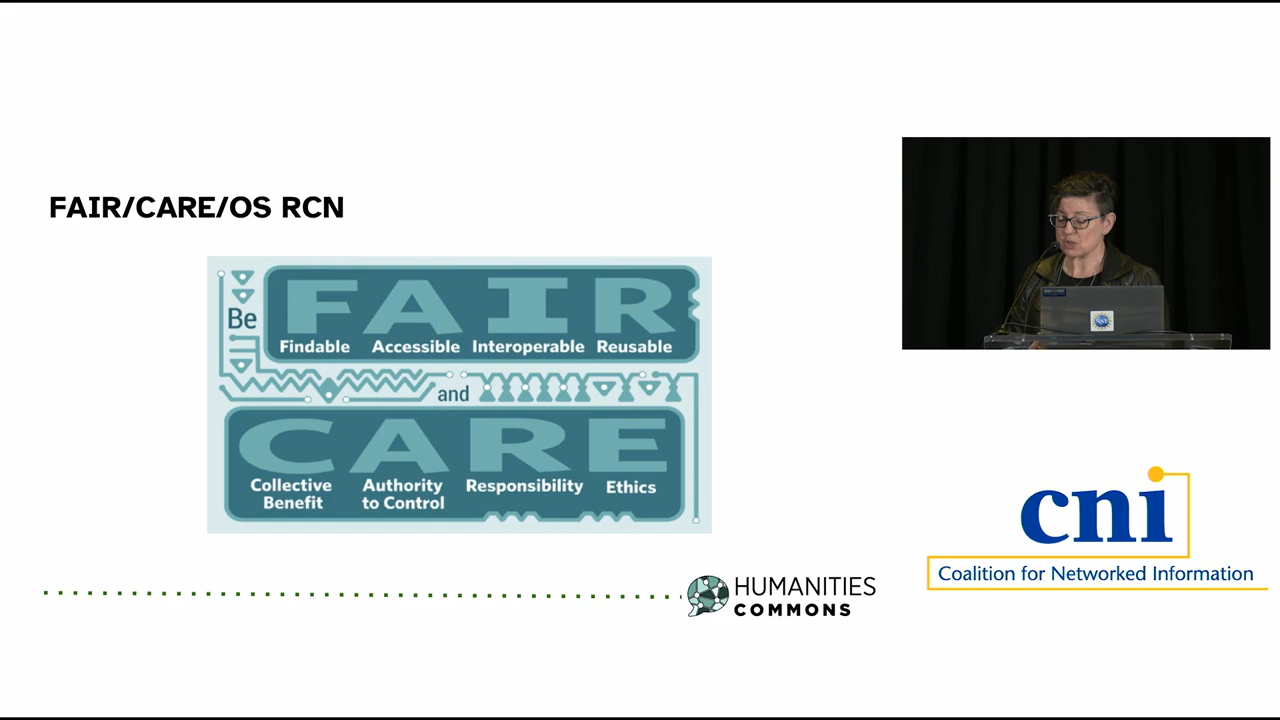 FAIR/CARE/OS RCN
Be
FAIR
Findable Accessible Interoperable Reusable
and
CARE
Collective Benefit
Authority to Control
Responsibility
Ethics
HUMANITIES
COMMONS
cni
Coalition for Networked Information